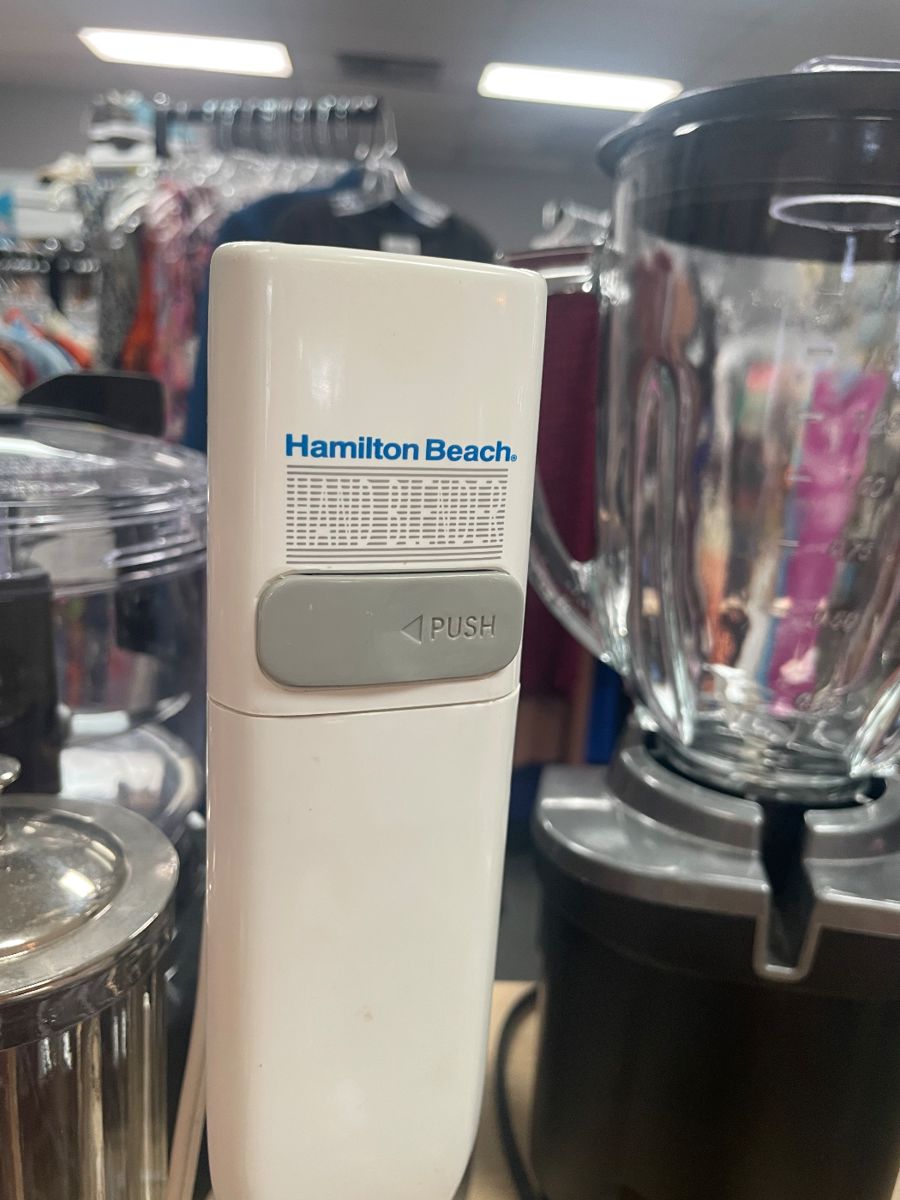 Hamilton Beach®
HAND BLENDER
◁ PUSH